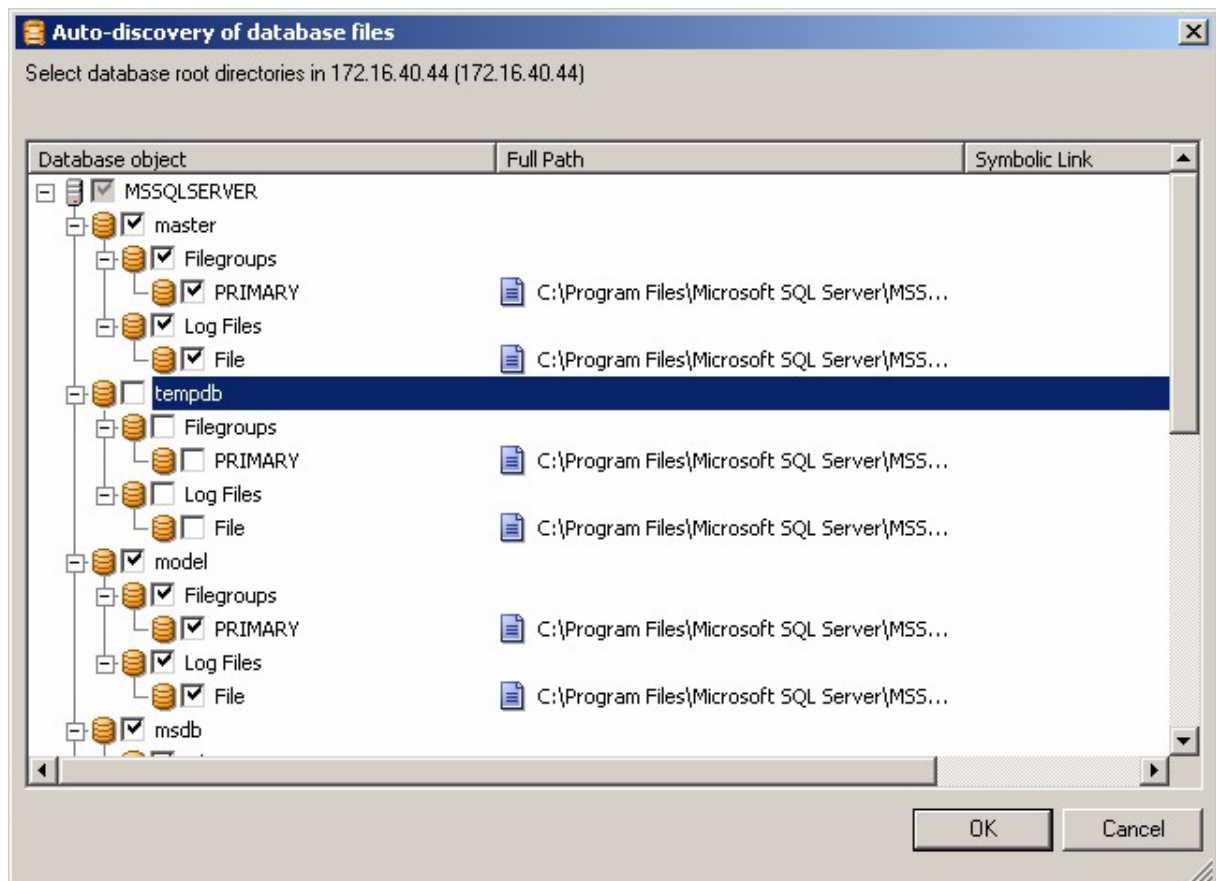 Auto-discovery of database files
Select database root directories in 172.16.40.44 (172.16.40.44)
Database object Full Path Symbolic Link
MSSQLSERVER
master
Filegroups
PRIMARY C:\Program Files\Microsoft SQL Server\MSS...
Log Files
File C:\Program Files\Microsoft SQL Server\MSS...
tempdb
Filegroups
PRIMARY C:\Program Files\Microsoft SQL Server\MSS...
Log Files
File C:\Program Files\Microsoft SQL Server\MSS...
model
Filegroups
PRIMARY C:\Program Files\Microsoft SQL Server\MSS...
Log Files
File C:\Program Files\Microsoft SQL Server\MSS...
msdb
OK Cancel